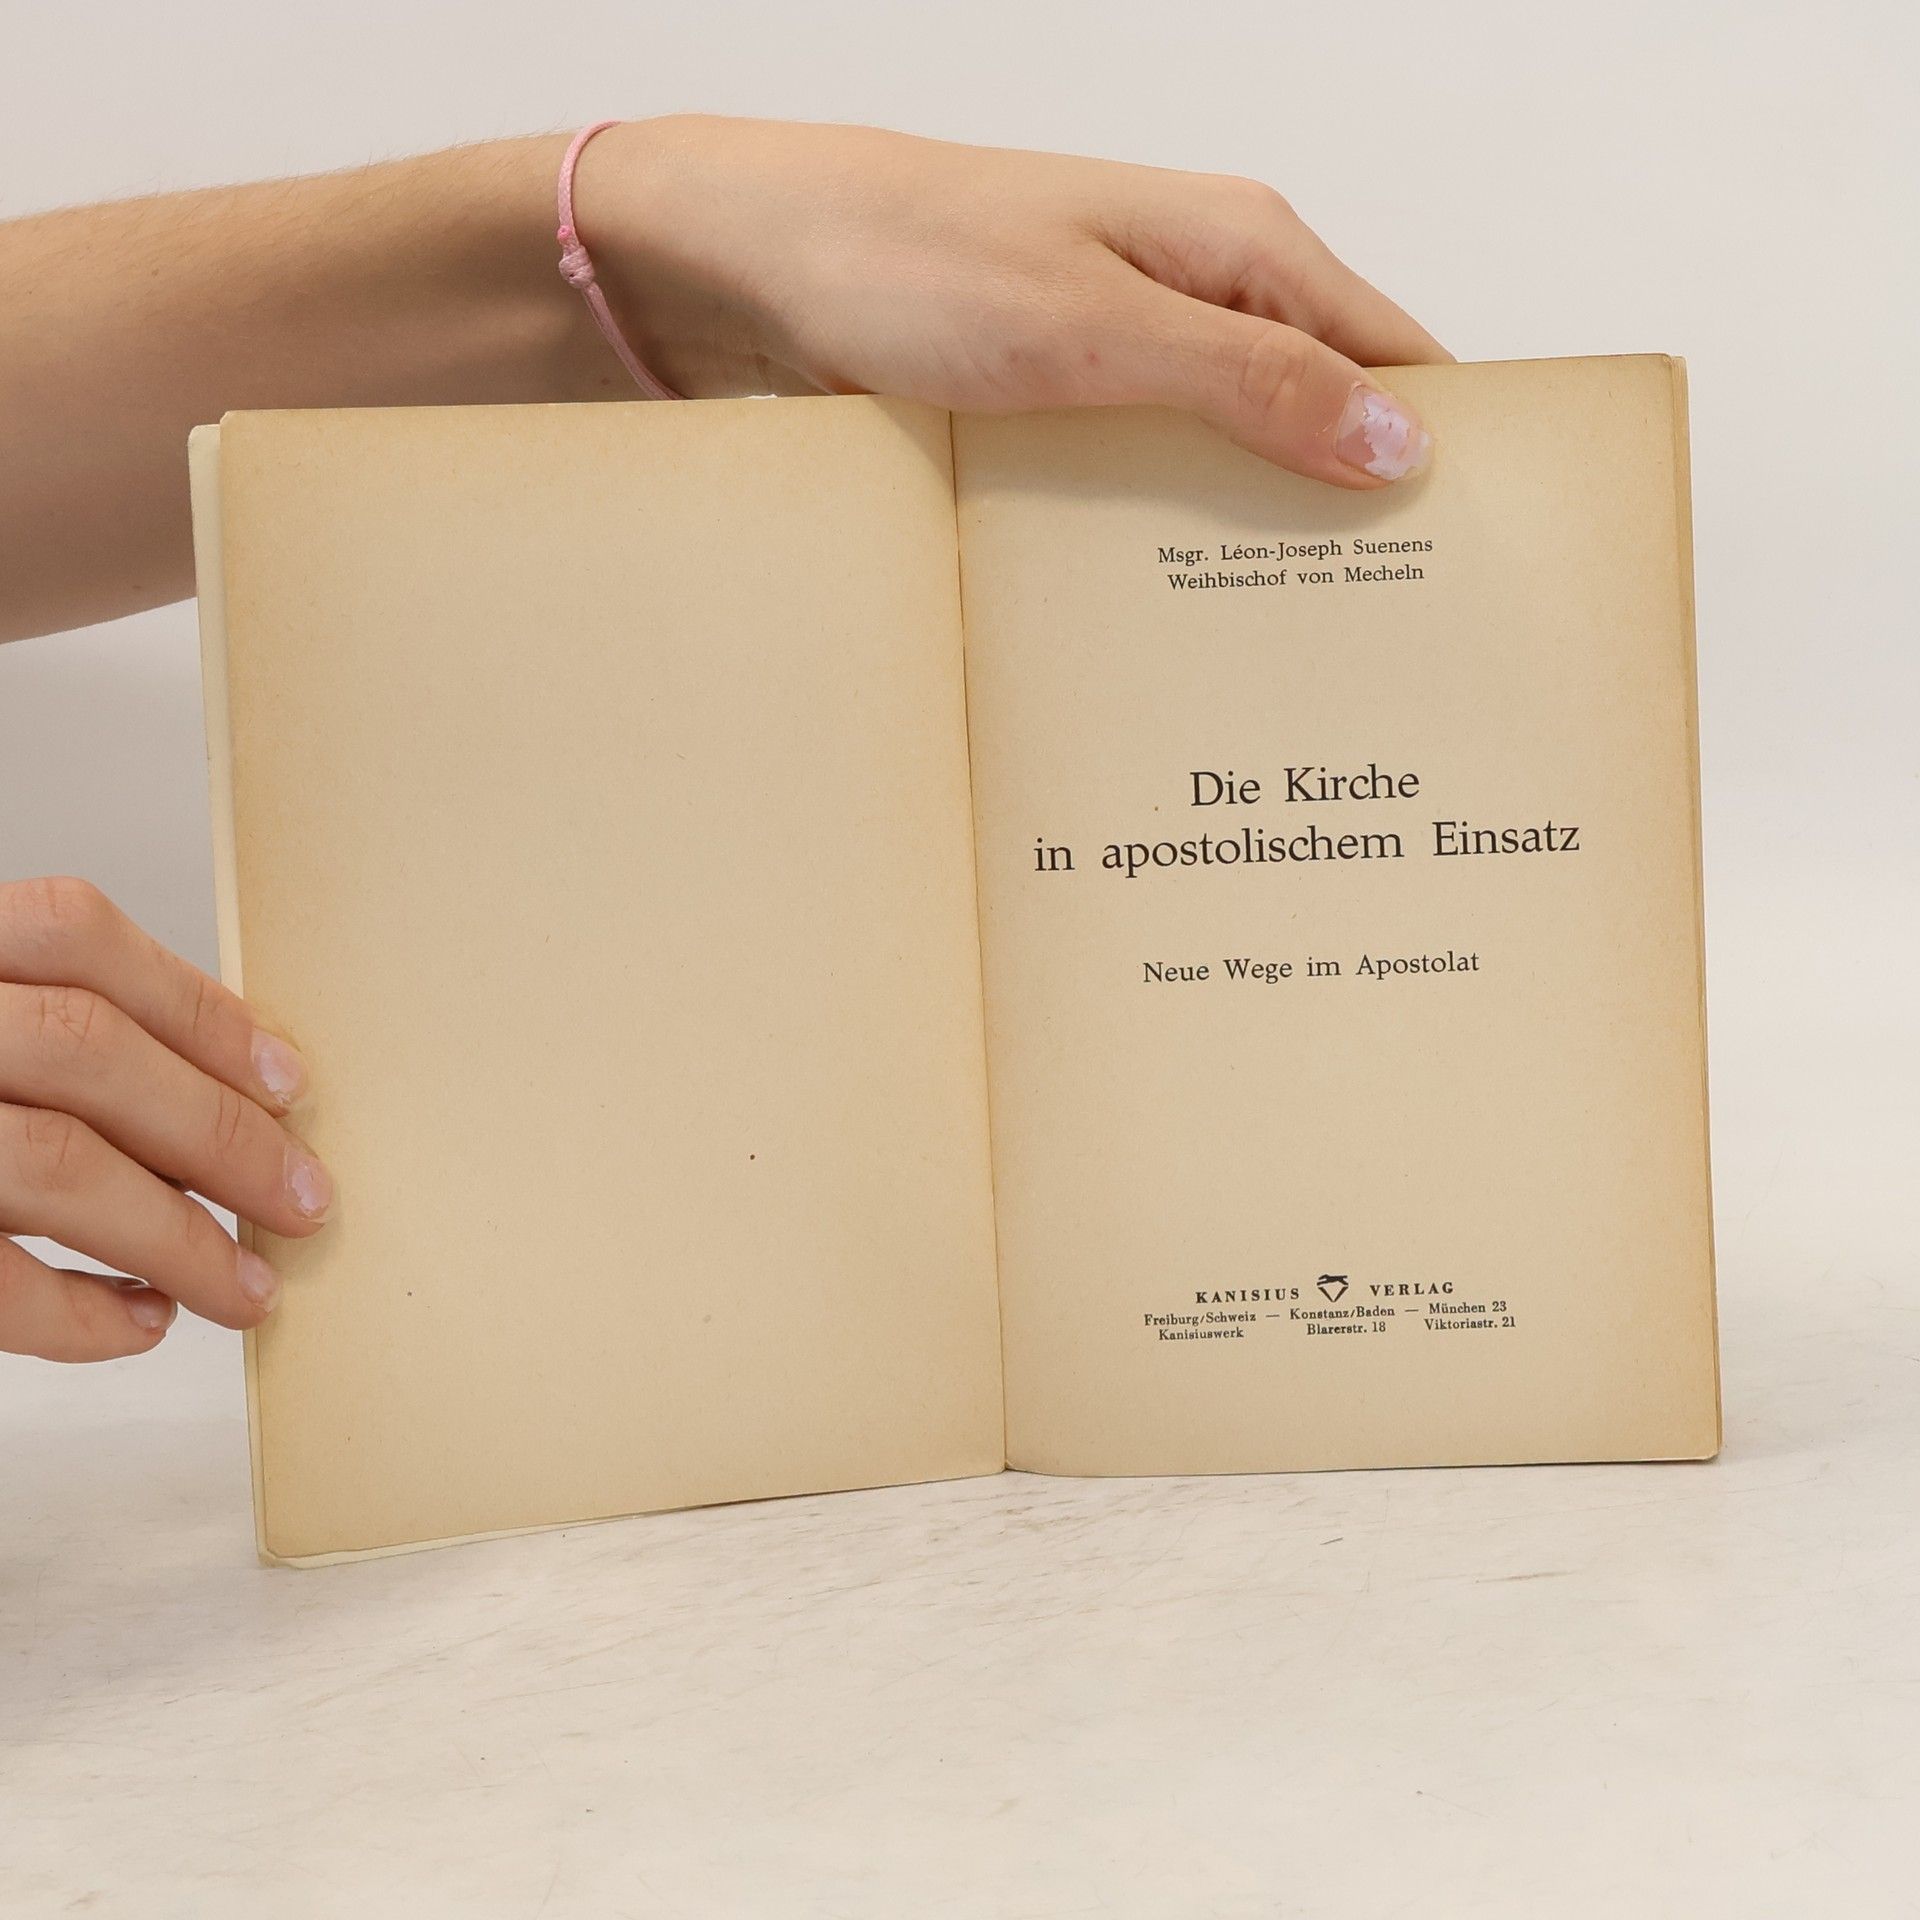 Msgr. Léon-Joseph Suenens
Weihbischof von Mecheln
Die Kirche
in apostolischem Einsatz
Neue Wege im Apostolat
KANISIUS VERLAG
Freiburg/Schweiz — Konstanz/Baden — München 23
Kanisiuswerk Blarerstr. 18 Viktoriastr. 21